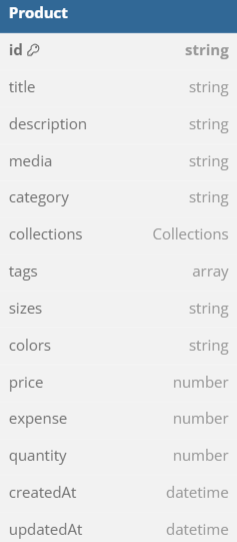 Product
id string
title string
description string
media string
category string
collections Collections
tags array
sizes string
colors string
price number
expense number
quantity number
createdAt datetime
updatedAt datetime